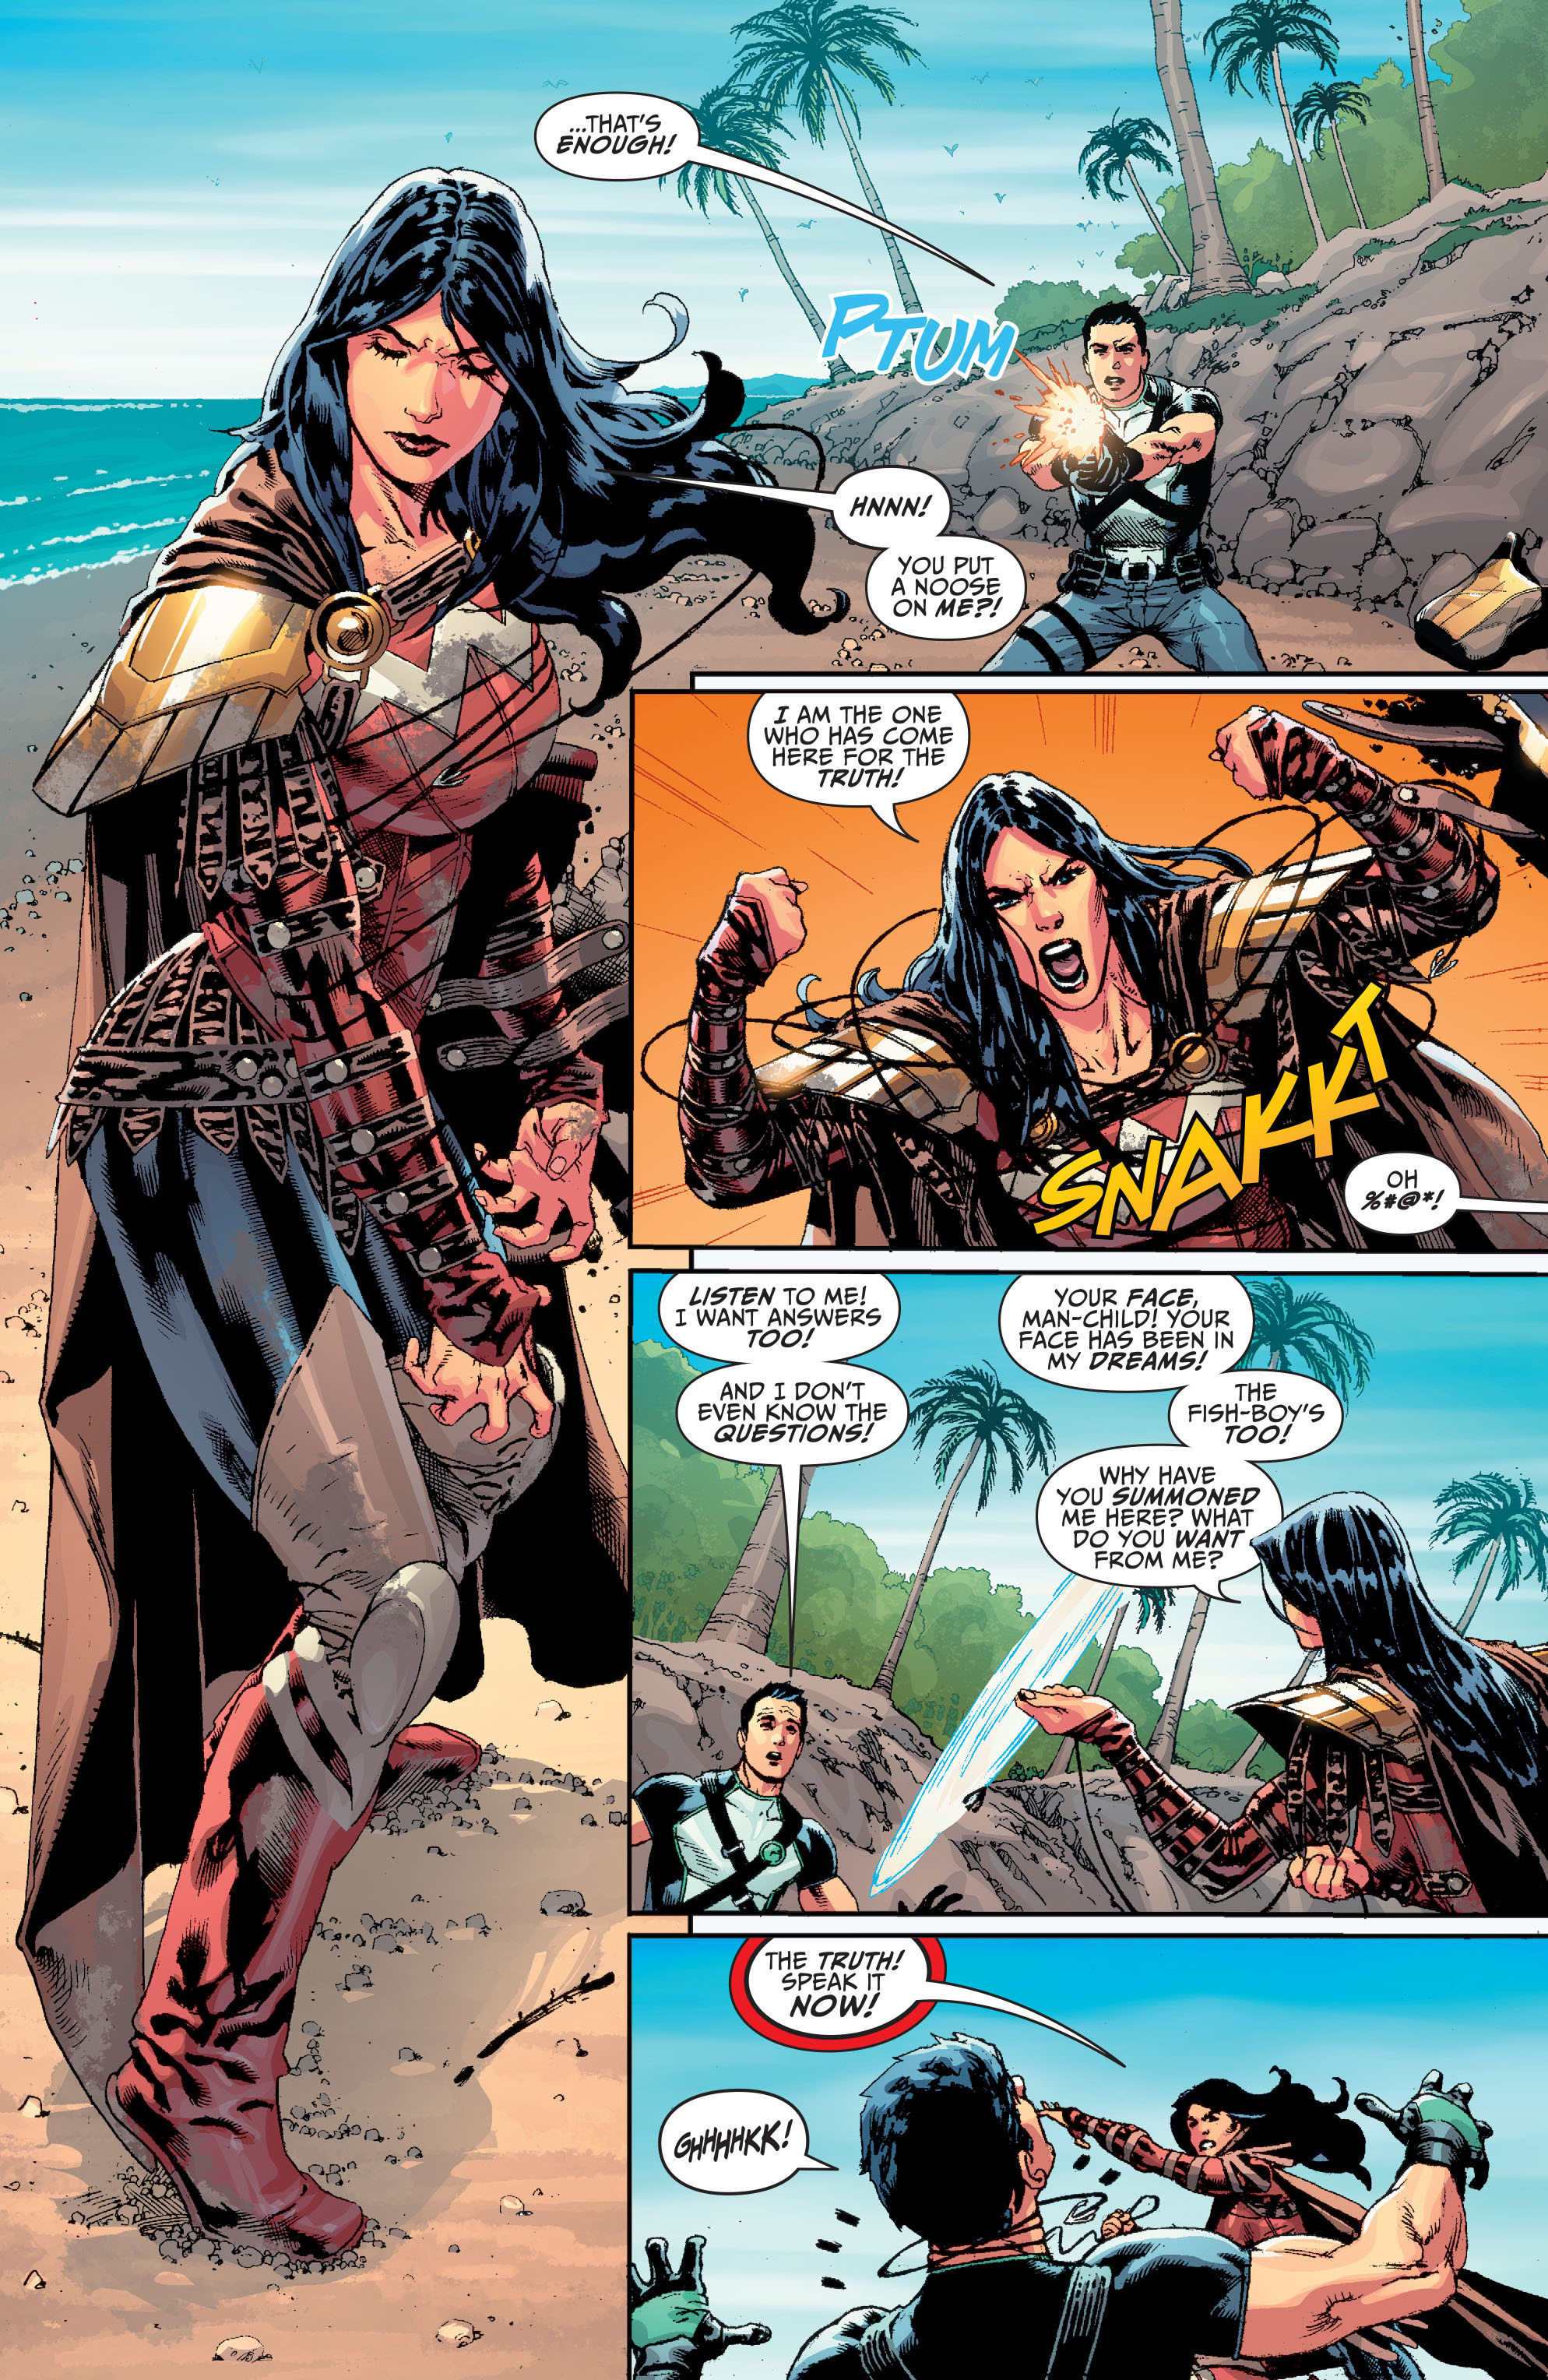 ...THAT'S
ENOUGH!
PTUM
HNNN!
YOU PUT
A NOOSE
ON ME?!
I AM THE ONE
WHO HAS COME
HERE FOR THE
TRUTH!
SNAKKT
OH
%#@*!
LISTEN TO ME!
I WANT ANSWERS
TOO!
AND I DON'T
EVEN KNOW THE
QUESTIONS!
YOUR FACE,
MAN-CHILD! YOUR
FACE HAS BEEN IN
MY DREAMS!
THE
FISH-BOY'S
TOO!
WHY HAVE
YOU SUMMONED
ME HERE? WHAT
DO YOU WANT
FROM ME?
THE TRUTH!
SPEAK IT
NOW!
GHHHHKK!